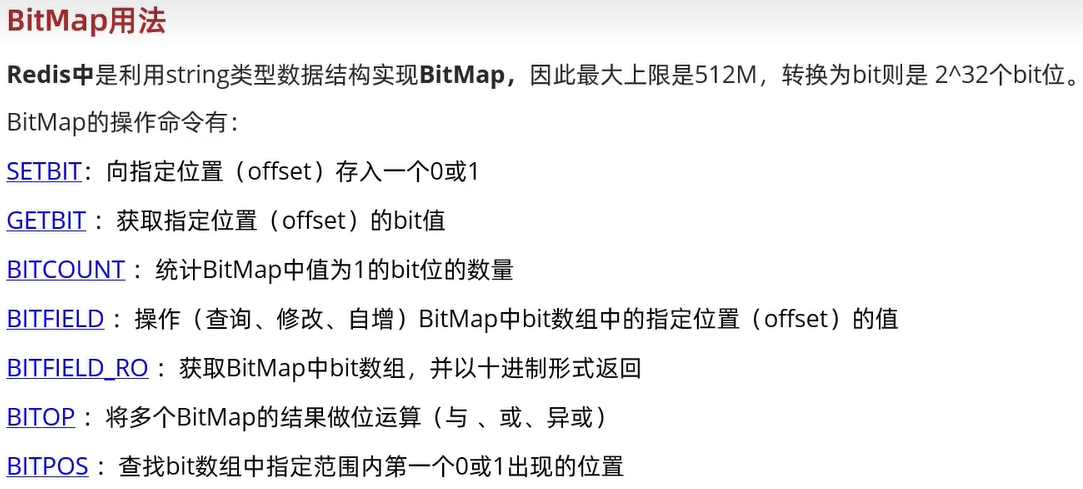 BitMap用法
Redis中是利用string类型数据结构实现BitMap，因此最大上限是512M，转换为bit则是 2^32个bit位。
BitMap的操作命令有：
SETBIT：向指定位置（offset）存入一个0或1
GETBIT ：获取指定位置（offset）的bit值
BITCOUNT ：统计BitMap中值为1的bit位的数量
BITFIELD ：操作（查询、修改、自增）BitMap中bit数组中的指定位置（offset）的值
BITFIELD_RO ：获取BitMap中bit数组，并以十进制形式返回
BITOP ：将多个BitMap的结果做位运算（与 、或、异或）
BITPOS ：查找bit数组中指定范围内第一个0或1出现的位置